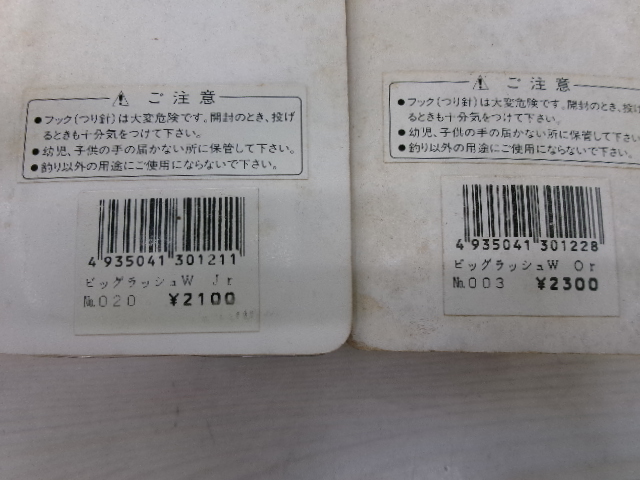 ご注意
●フック(つり針)は大変危険です。開封のとき、投げ
るときも十分気をつけて下さい。
●幼児、子供の手の届かない所に保管して下さい。
●釣り以外の用途にご使用にならないで下さい。
4 935041 301211
ビッグラッシュW Jr
№020 ¥2100
ご注意
●フック(つり針)は大変危険です。開封のとき、投げ
るときも十分気をつけて下さい。
●幼児、子供の手の届かない所に保管して下さい
●釣り以外の用途にご使用にならないで下さい。
4 935041 301228
ビッグラッシュW Or
№003 ¥2300